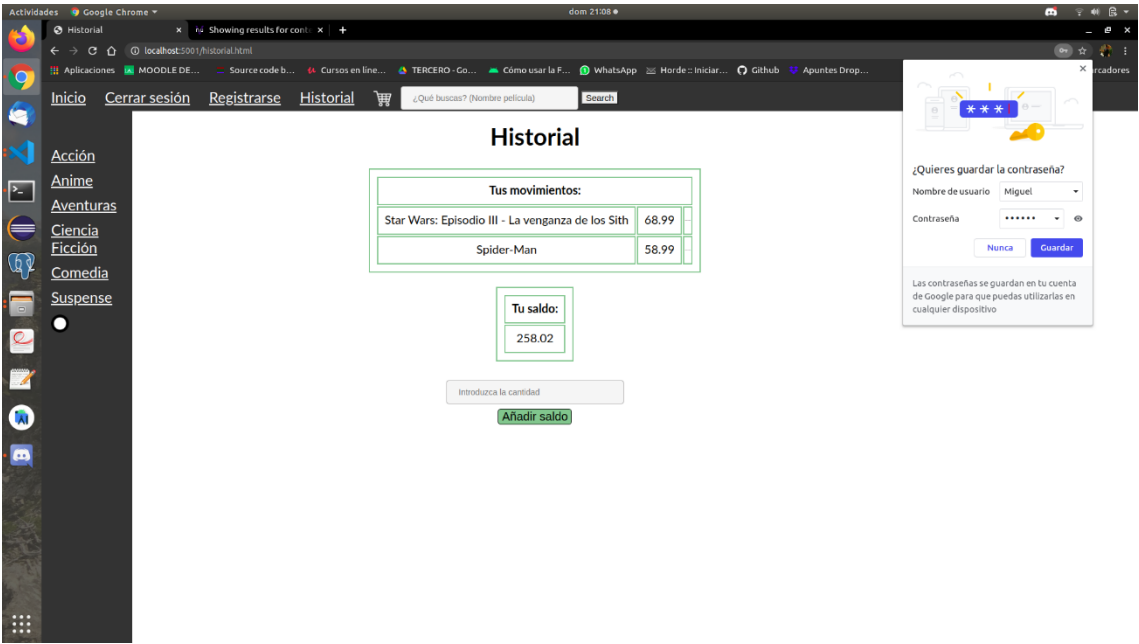 Actividades Google Chrome dom 21:08
Historial Showing results for conte
localhost:5001/historial.html
Aplicaciones MOODLE DE... Source code b... Cursos en line... TERCERO - Go... Cómo usar la F... WhatsApp Horde :: Iniciar... Github Apuntes Drop... rcadores
Inicio Cerrar sesión Registrarse Historial ¿Qué buscas? (Nombre película) Search
Acción
Anime
Aventuras
Ciencia
Ficción
Comedia
Suspense
Historial
Tus movimientos:
Star Wars: Episodio III - La venganza de los Sith 68.99
Spider-Man 58.99
Tu saldo:
258.02
Introduzca la cantidad
Añadir saldo
¿Quieres guardar la contraseña?
Nombre de usuario Miguel
Contraseña ••••••
Nunca Guardar
Las contraseñas se guardan en tu cuenta
de Google para que puedas utilizarlas en
cualquier dispositivo